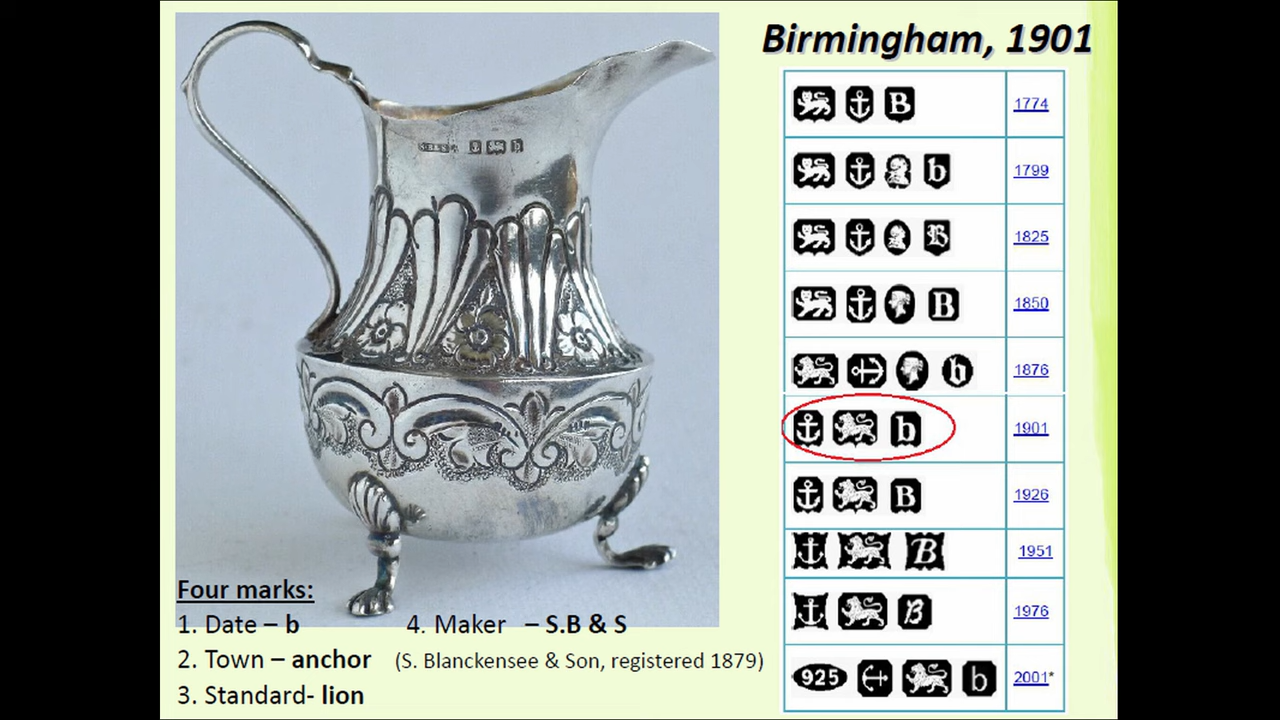 Birmingham, 1901
B 1774
b 1799
B 1825
B 1850
b 1876
b 1901
B 1926
B 1951
B 1976
925 b 2001*
Four marks:
1. Date – b 4. Maker – S.B & S
2. Town – anchor (S. Blanckensee & Son, registered 1879)
3. Standard- lion